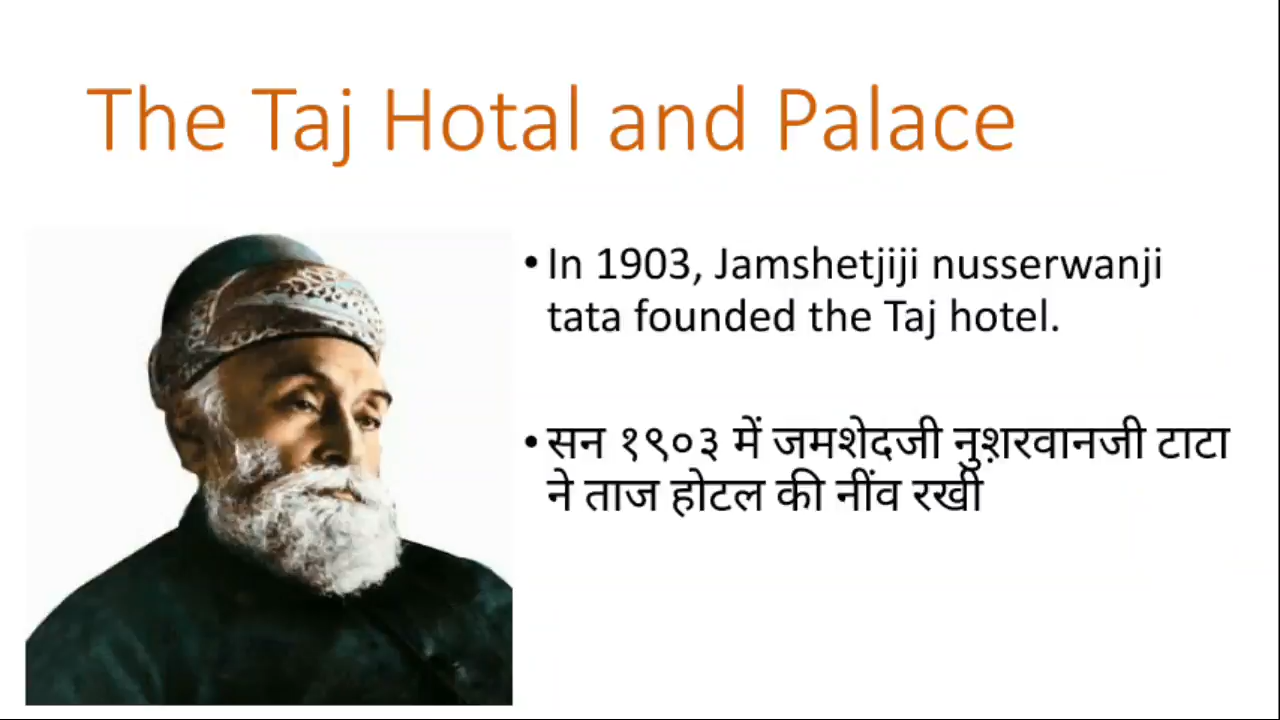 The Taj Hotal and Palace
• In 1903, Jamshetjiji nusserwanji
tata founded the Taj hotel.
• सन १९०३ में जमशेदजी नुश़रवानजी टाटा
ने ताज होटल की नींव रखी